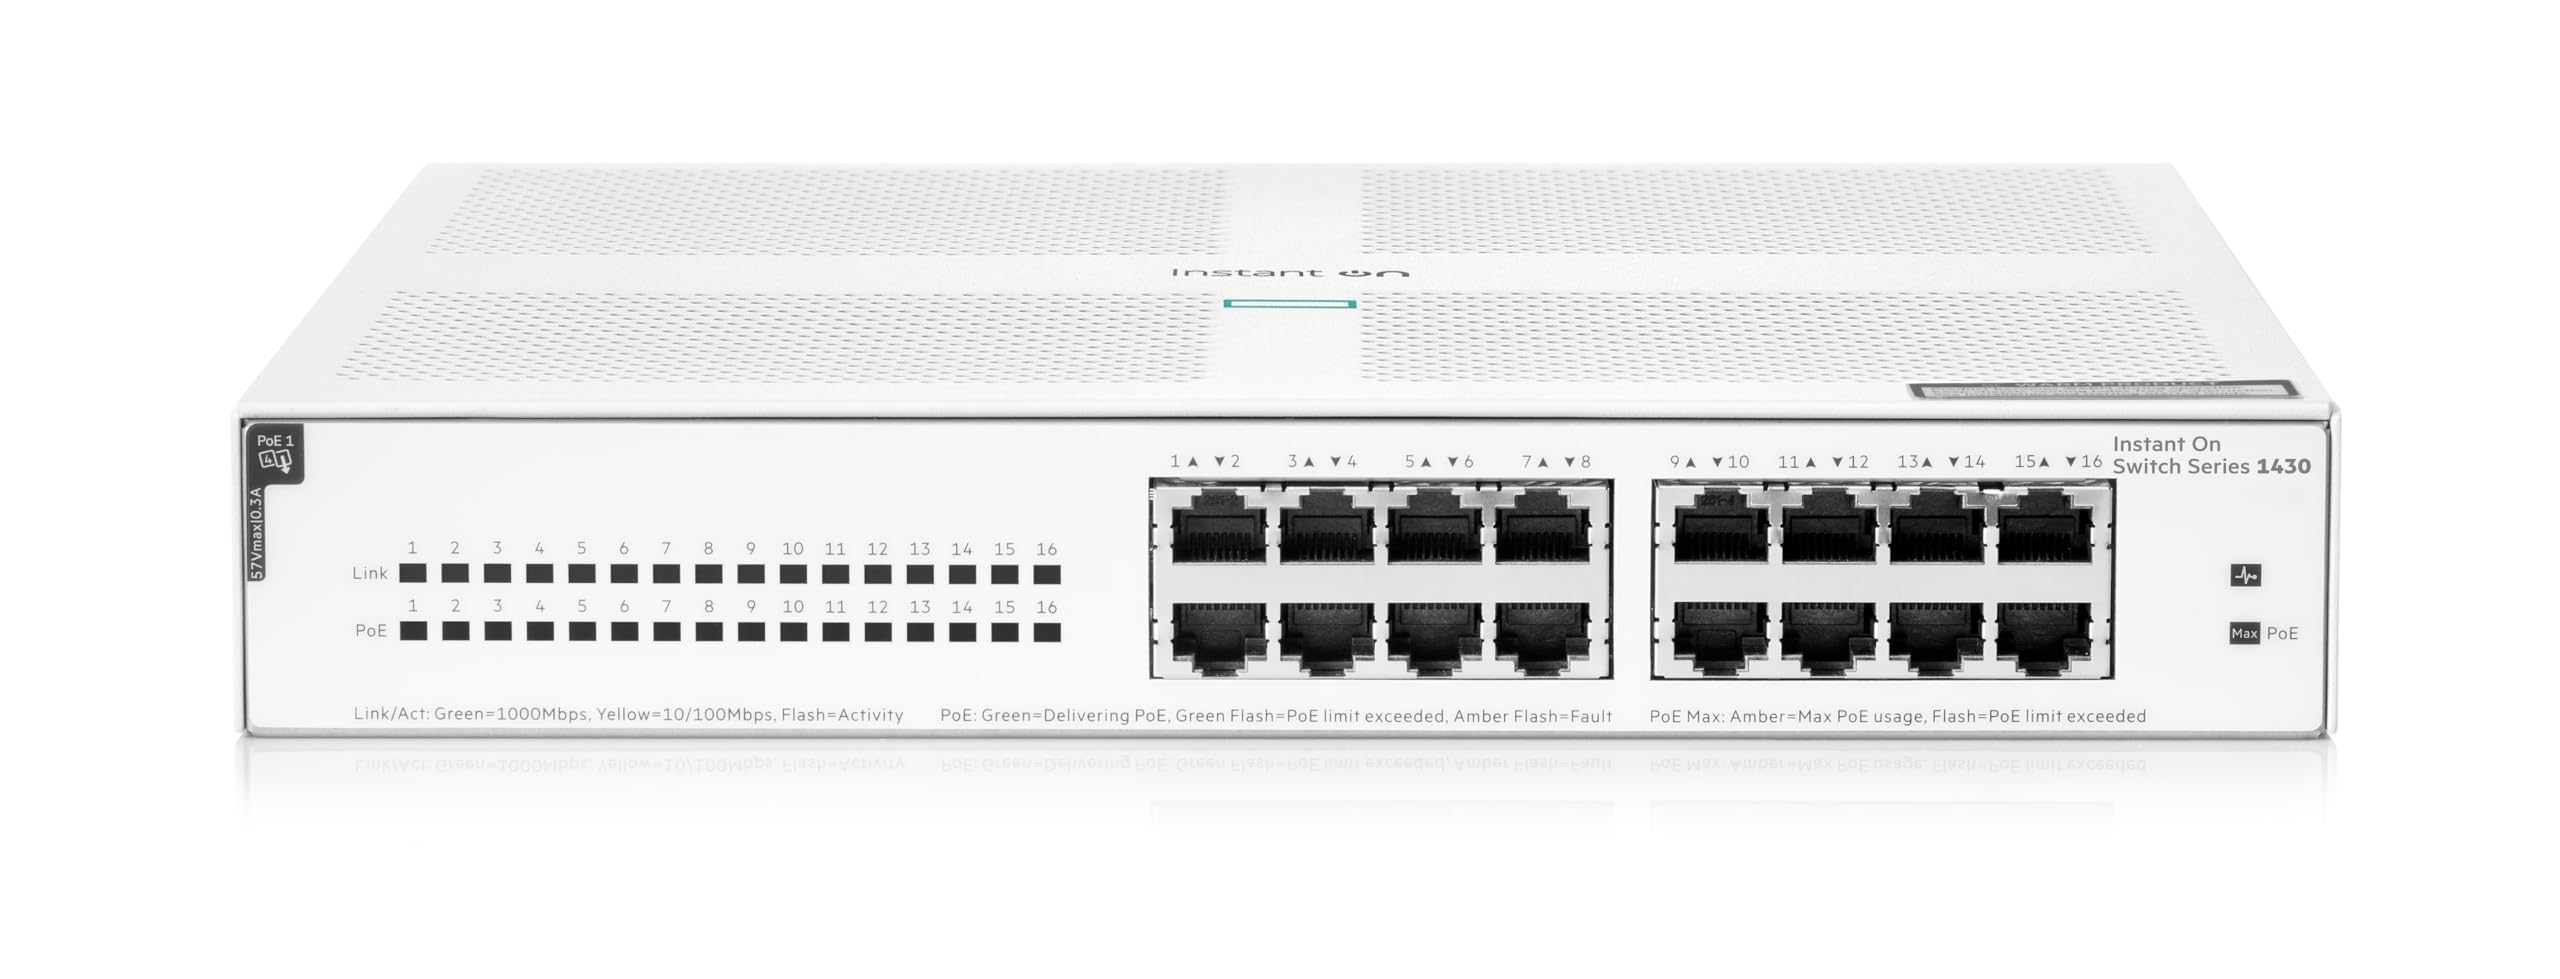 Instant On
WARM PRODUCT
PoE 1
4
57Vmax|0.3A
1▲ ▼2 3▲ ▼4 5▲ ▼6 7▲ ▼8 9▲ ▼10 11▲ ▼12 13▲ ▼14 15▲ ▼16
Instant On
Switch Series 1430
1 2 3 4 5 6 7 8 9 10 11 12 13 14 15 16
Link
1 2 3 4 5 6 7 8 9 10 11 12 13 14 15 16
PoE
Max PoE
Link/Act: Green=1000Mbps, Yellow=10/100Mbps, Flash=Activity
PoE: Green=Delivering PoE, Green Flash=PoE limit exceeded, Amber Flash=Fault
PoE Max: Amber=Max PoE usage, Flash=PoE limit exceeded